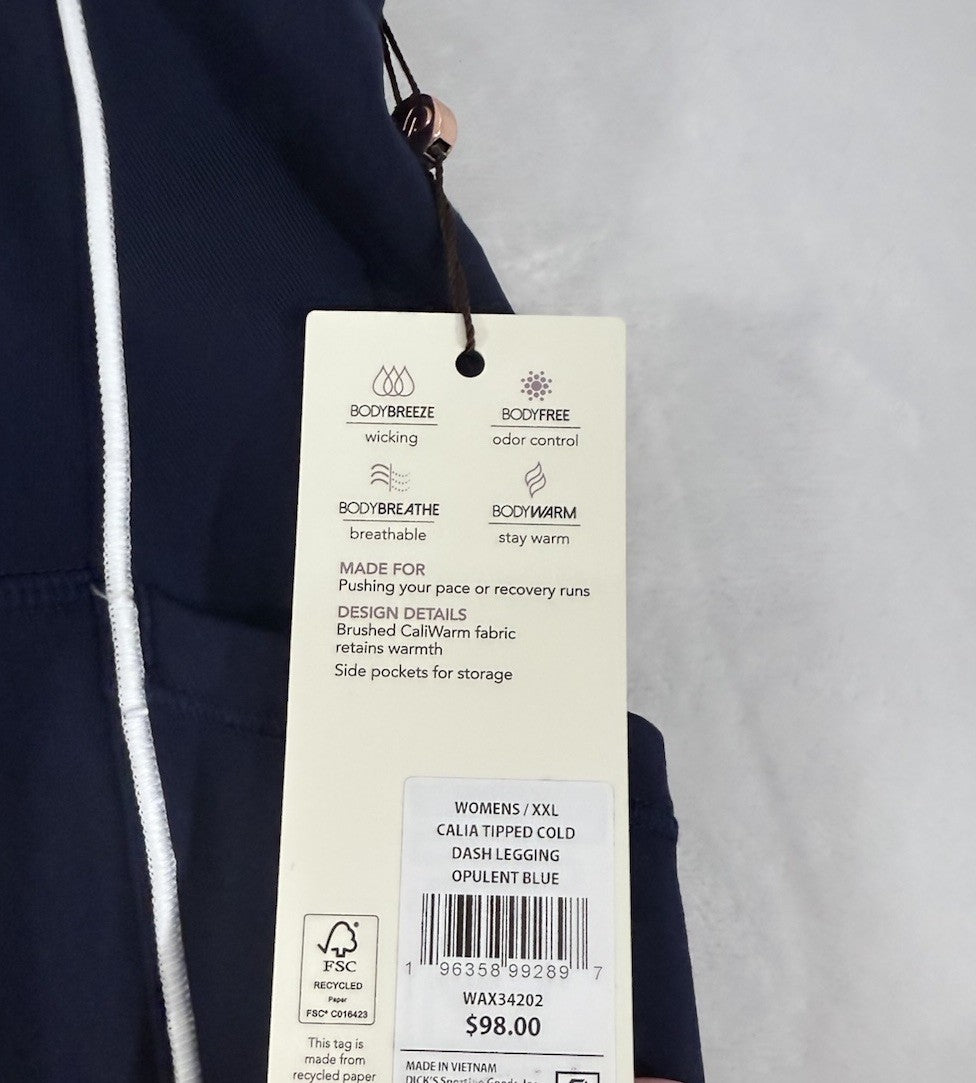 BODYBREEZE
wicking
BODYFREE
odor control
BODYBREATHE
breathable
BODYWARM
stay warm
MADE FOR
Pushing your pace or recovery runs
DESIGN DETAILS
Brushed CaliWarm fabric
retains warmth
Side pockets for storage
WOMENS / XXL
CALIA TIPPED COLD
DASH LEGGING
OPULENT BLUE
1 96358 99289 7
WAX34202
$98.00
MADE IN VIETNAM
DICK'S Sporting Goods, Inc.
FSC
RECYCLED
Paper
FSC® C016423
This tag is
made from
recycled paper